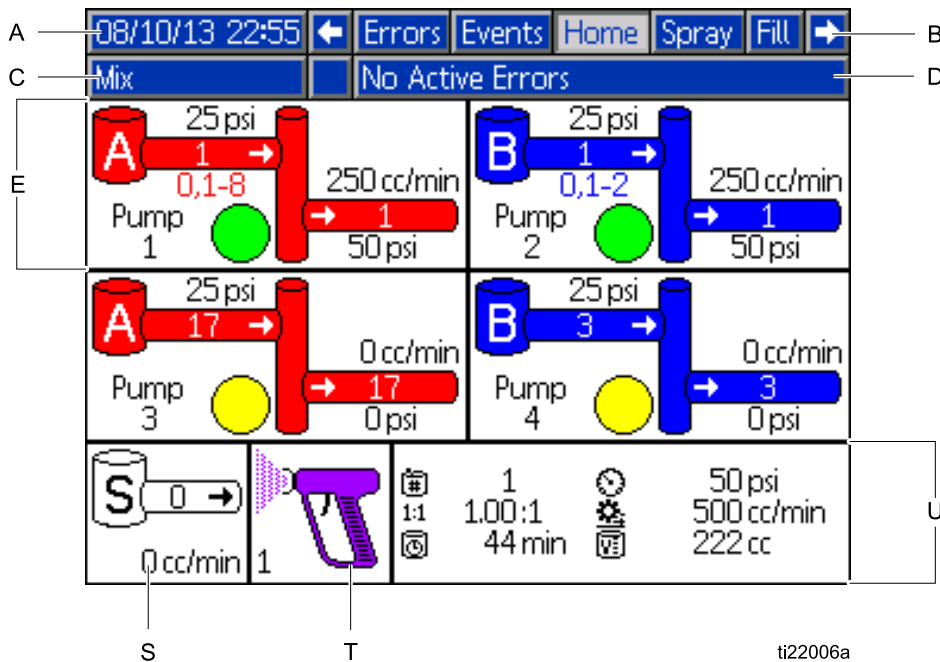 A 08/10/13 22:55 Errors Events Home Spray Fill B
C Mix No Active Errors D
E
A 25 psi 1 0,1-8 Pump 1 250 cc/min 1 50 psi
B 25 psi 1 0,1-2 Pump 2 250 cc/min 1 50 psi
A 25 psi 17 Pump 3 0 cc/min 17 0 psi
B 25 psi 3 Pump 4 0 cc/min 3 0 psi
S 0 0 cc/min
1
# 1 50 psi
1:1 1.00:1 500 cc/min
44 min 222 cc
U
S T
ti22006a